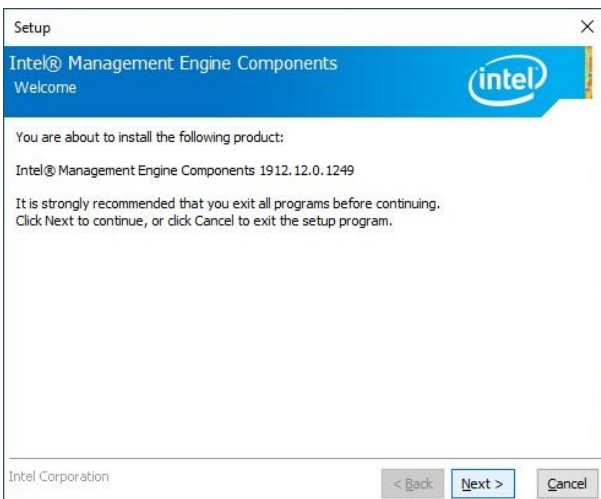 Setup
Intel® Management Engine Components
Welcome
intel
You are about to install the following product:
Intel® Management Engine Components 1912.12.0.1249
It is strongly recommended that you exit all programs before continuing.
Click Next to continue, or click Cancel to exit the setup program.
Intel Corporation
< Back Next > Cancel